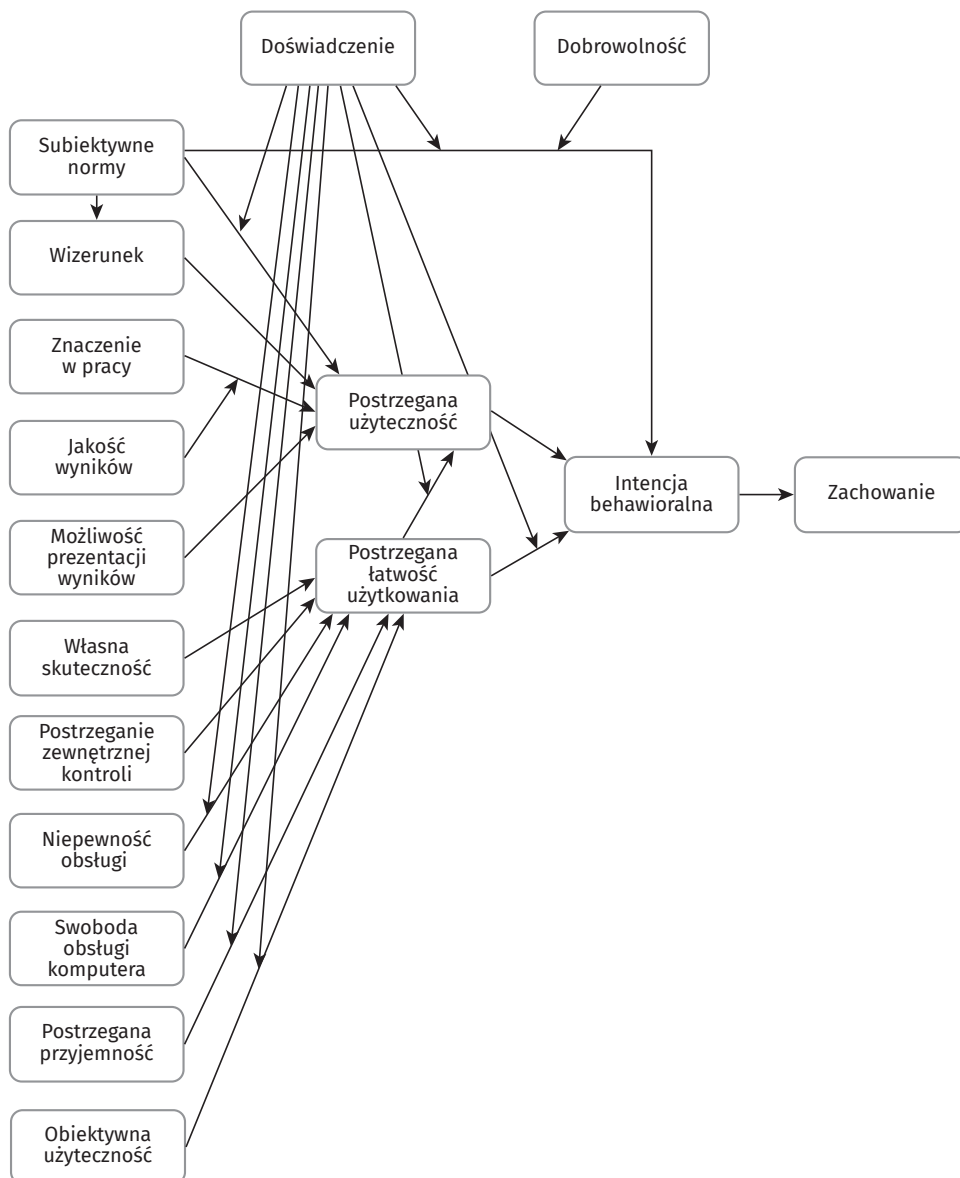 Doświadczenie
Dobrowolność
Subiektywne
normy
Wizerunek
Znaczenie
w pracy
Jakość
wyników
Możliwość
prezentacji
wyników
Własna
skuteczność
Postrzeganie
zewnętrznej
kontroli
Niepewność
obsługi
Swoboda
obsługi
komputera
Postrzegana
przyjemność
Obiektywna
użyteczność
Postrzegana
użyteczność
Postrzegana
łatwość
użytkowania
Intencja
behawioralna
Zachowanie